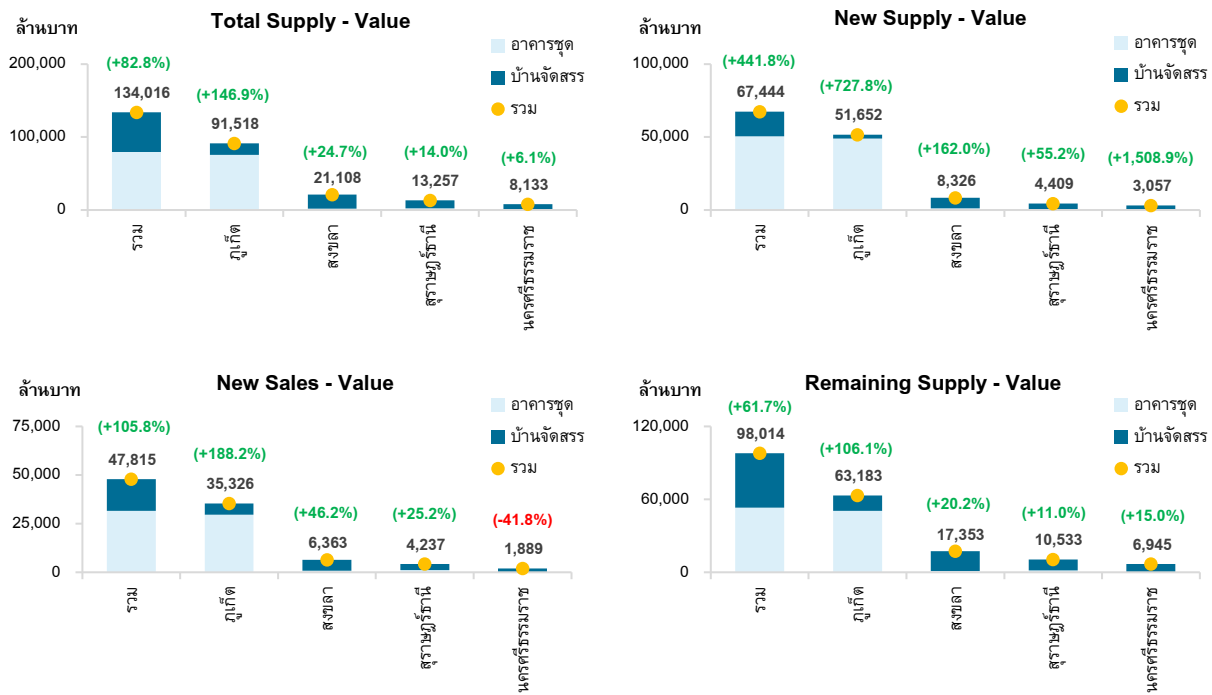 Total Supply - Value
ล้านบาท
อาคารชุด
บ้านจัดสรร
รวม
200,000
100,000
0
(+82.8%)
134,016
(+146.9%)
91,518
(+24.7%)
21,108
(+14.0%)
13,257
(+6.1%)
8,133
รวม
ภูเก็ต
สงขลา
สุราษฎร์ธานี
นครศรีธรรมราช
New Supply - Value
ล้านบาท
อาคารชุด
บ้านจัดสรร
รวม
100,000
50,000
0
(+441.8%)
67,444
(+727.8%)
51,652
(+162.0%)
8,326
(+55.2%)
4,409
(+1,508.9%)
3,057
รวม
ภูเก็ต
สงขลา
สุราษฎร์ธานี
นครศรีธรรมราช
New Sales - Value
ล้านบาท
อาคารชุด
บ้านจัดสรร
รวม
75,000
50,000
25,000
0
(+105.8%)
47,815
(+188.2%)
35,326
(+46.2%)
6,363
(+25.2%)
4,237
(-41.8%)
1,889
รวม
ภูเก็ต
สงขลา
สุราษฎร์ธานี
นครศรีธรรมราช
Remaining Supply - Value
ล้านบาท
อาคารชุด
บ้านจัดสรร
รวม
120,000
60,000
0
(+61.7%)
98,014
(+106.1%)
63,183
(+20.2%)
17,353
(+11.0%)
10,533
(+15.0%)
6,945
รวม
ภูเก็ต
สงขลา
สุราษฎร์ธานี
นครศรีธรรมราช